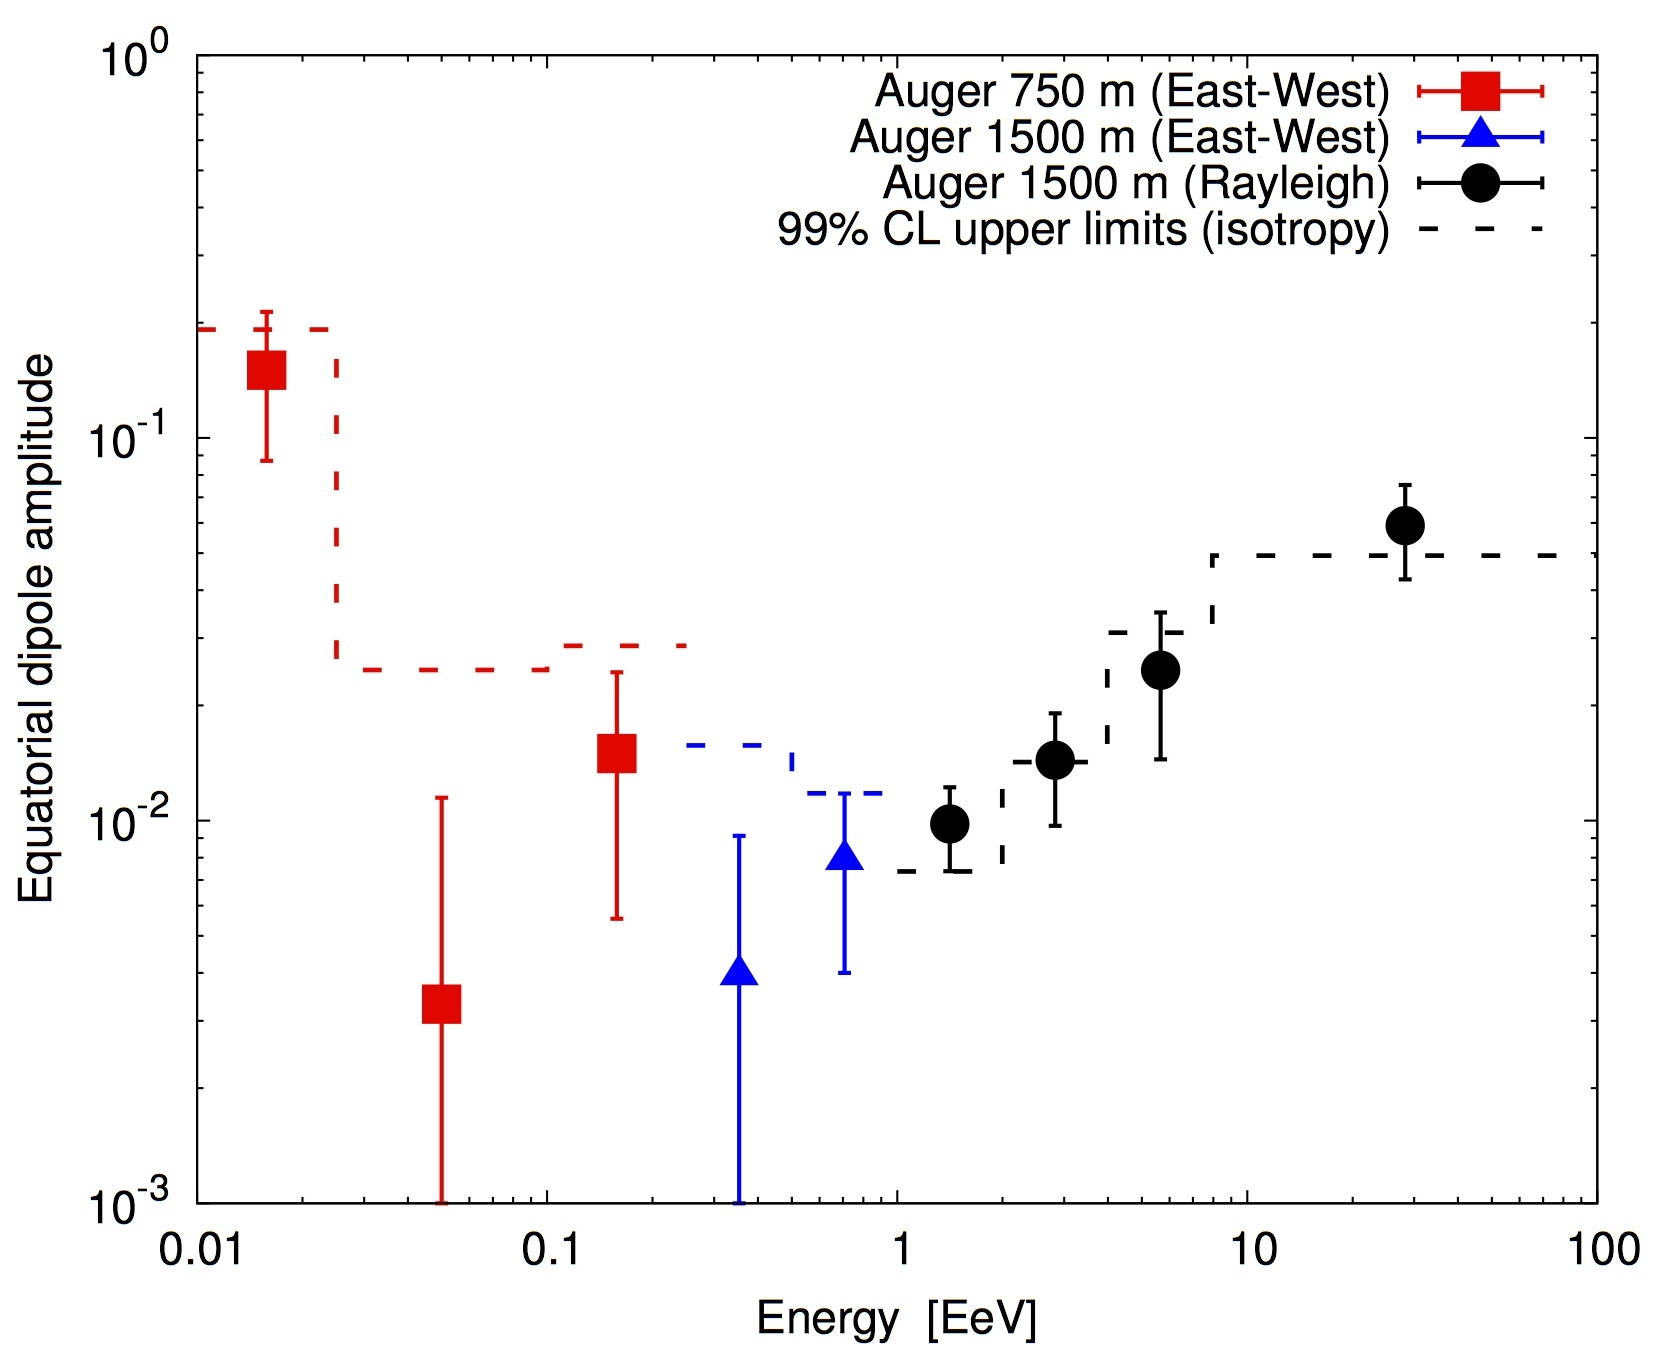 Auger 750 m (East-West)
Auger 1500 m (East-West)
Auger 1500 m (Rayleigh)
99% CL upper limits (isotropy)
Equatorial dipole amplitude
10^0
10^-1
10^-2
10^-3
0.01 0.1 1 10 100
Energy [EeV]